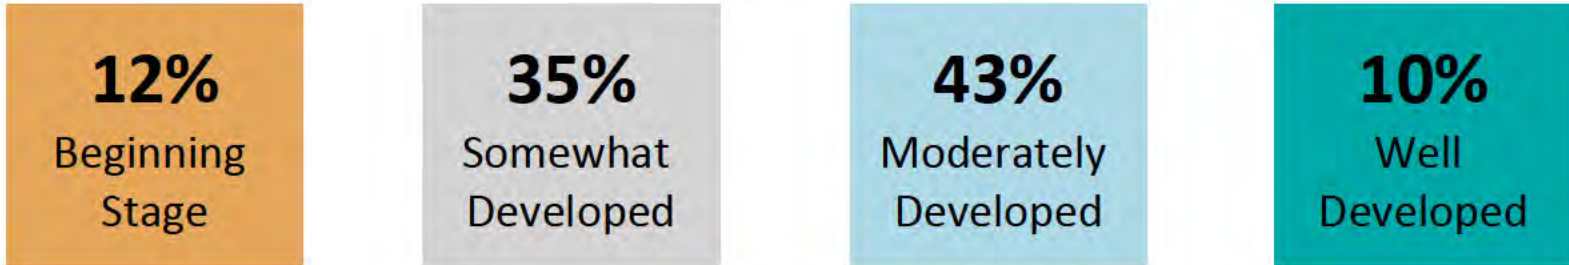 12%
Beginning
Stage
35%
Somewhat
Developed
43%
Moderately
Developed
10%
Well
Developed